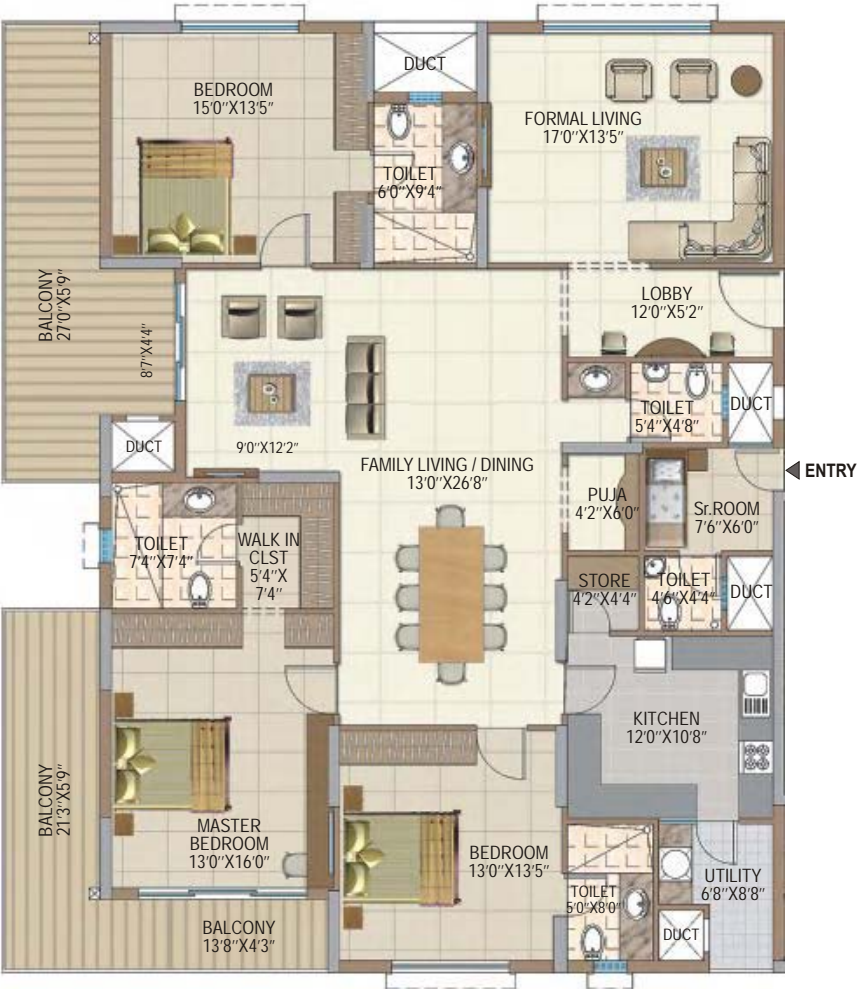 BEDROOM
15'0"X13'5"
DUCT
FORMAL LIVING
17'0"X13'5"
TOILET
6'0"X9'4"
BALCONY
27'0"X5'9"
8'7"X4'4"
LOBBY
12'0"X5'2"
TOILET
5'4"X4'8"
DUCT
DUCT
9'0"X12'2"
FAMILY LIVING / DINING
13'0"X26'8"
ENTRY
PUJA
4'2"X6'0"
Sr.ROOM
7'6"X6'0"
TOILET
7'4"X7'4"
WALK IN
CLST
5'4"X
7'4"
STORE
4'2"X4'4"
TOILET
4'6"X4'4"
DUCT
KITCHEN
12'0"X10'8"
BALCONY
21'3"X5'9"
MASTER
BEDROOM
13'0"X16'0"
BEDROOM
13'0"X13'5"
TOILET
5'0"X8'0"
UTILITY
6'8"X8'8"
DUCT
BALCONY
13'8"X4'3"